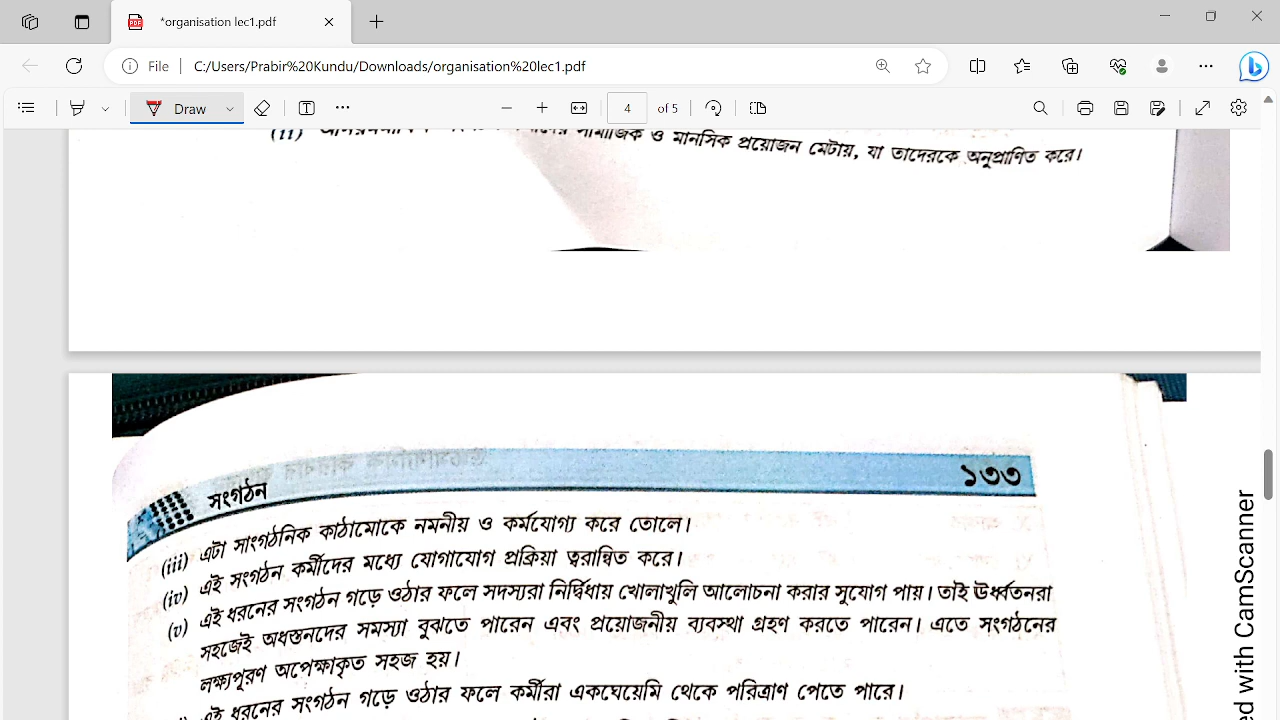 *organisation lec1.pdf
File | C:/Users/Prabir%20Kundu/Downloads/organisation%20lec1.pdf
Draw 4 of 5
(ii) সামাজিক ও মানসিক প্রয়োজন মেটায়, যা তাদেরকে অনুপ্রাণিত করে।
সংগঠন ১৩৩
(iii) এটা সাংগঠনিক কাঠামোকে নমনীয় ও কর্মযোগ্য করে তোলে।
(iv) এই সংগঠন কর্মীদের মধ্যে যোগাযোগ প্রক্রিয়া ত্বরান্বিত করে।
(v) এই ধরনের সংগঠন গড়ে ওঠার ফলে সদস্যরা নির্দ্বিধায় খোলাখুলি আলোচনা করার সুযোগ পায়। তাই ঊর্ধ্বতনরা
সহজেই অধস্তনদের সমস্যা বুঝতে পারেন এবং প্রয়োজনীয় ব্যবস্থা গ্রহণ করতে পারেন। এতে সংগঠনের
লক্ষ্যপূরণ অপেক্ষাকৃত সহজ হয়।
এই ধরনের সংগঠন গড়ে ওঠার ফলে কর্মীরা একঘেয়েমি থেকে পরিত্রাণ পেতে পারে।
ed with CamScanner